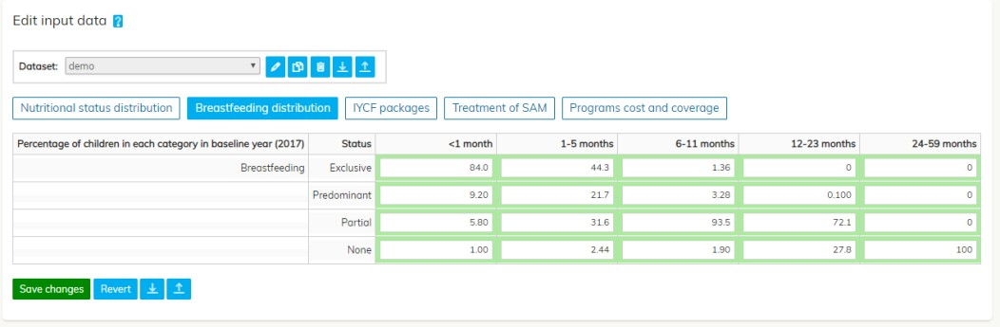 Edit input data ?
Dataset: demo
Nutritional status distribution Breastfeeding distribution IYCF packages Treatment of SAM Programs cost and coverage
Percentage of children in each category in baseline year (2017) Status <1 month 1-5 months 6-11 months 12-23 months 24-59 months
Breastfeeding Exclusive 84.0 44.3 1.36 0 0
Predominant 9.20 21.7 3.28 0.100 0
Partial 5.80 31.6 93.5 72.1 0
None 1.00 2.44 1.90 27.8 100
Save changes Revert